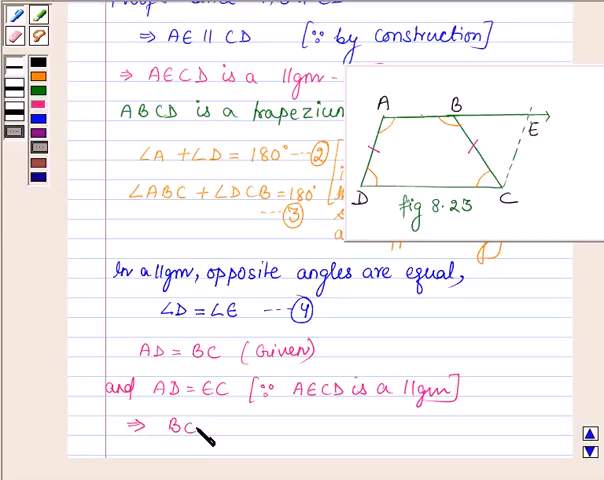 ⇒ AE ∥ CD [∵ by construction]
⇒ AECD is a ∥gm -
ABCD is a trapezium
∠A + ∠D = 180° --- ②
∠ABC + ∠DCB = 180°
--- ③
A B E
D C
fig 8.23
In a ∥gm, opposite angles are equal,
∠D = ∠E ---- ④
AD = BC (Given)
and AD = EC [∵ AECD is a ∥gm]
⇒ BC